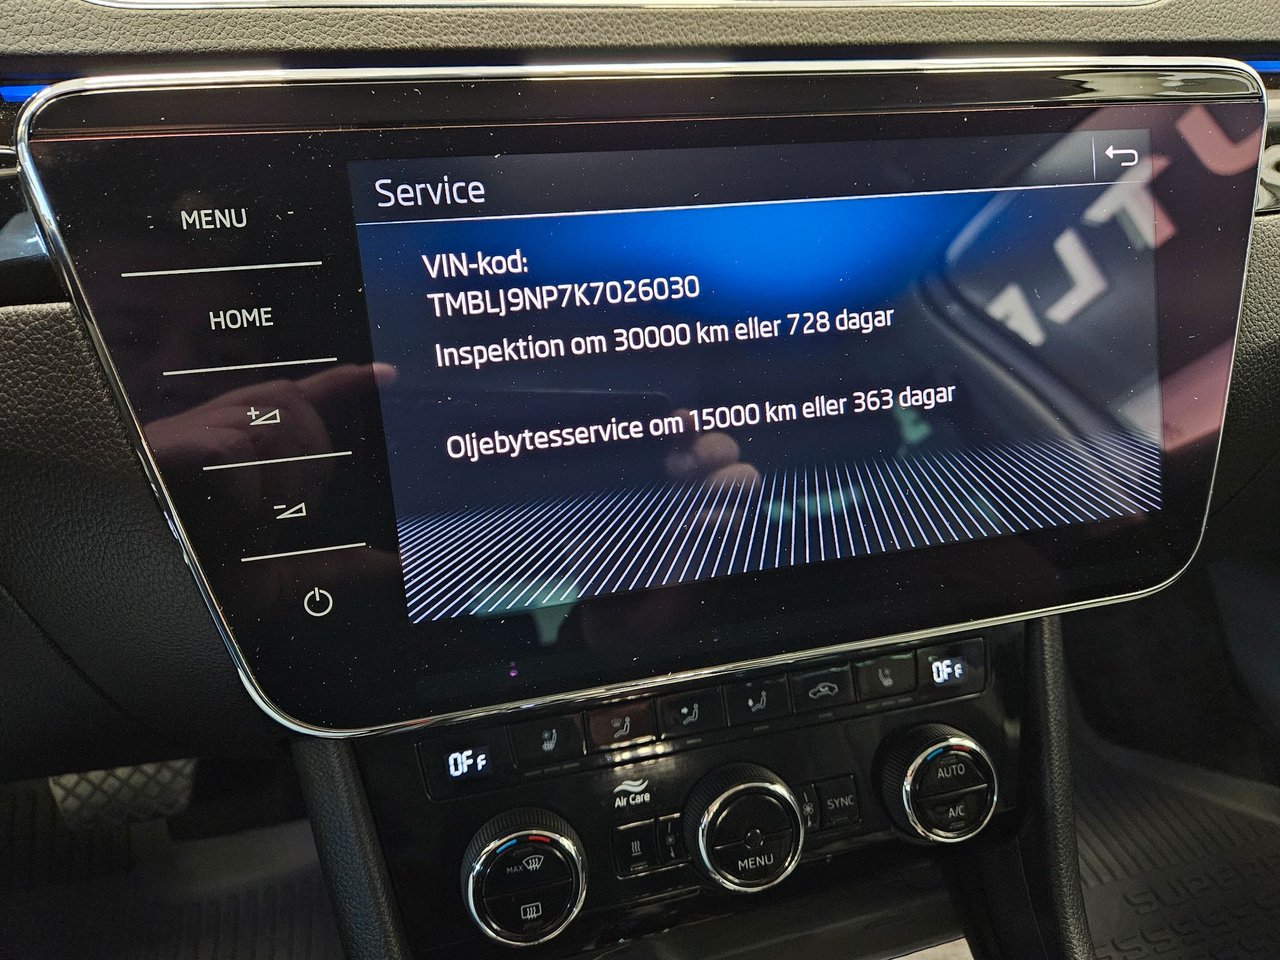 Service
MENU
HOME
VIN-kod:
TMBLJ9NP7K7026030
Inspektion om 30000 km eller 728 dagar
Oljebytesservice om 15000 km eller 363 dagar
OFF
OFF
Air Care
SYNC
AUTO
A/C
MENU
MAX